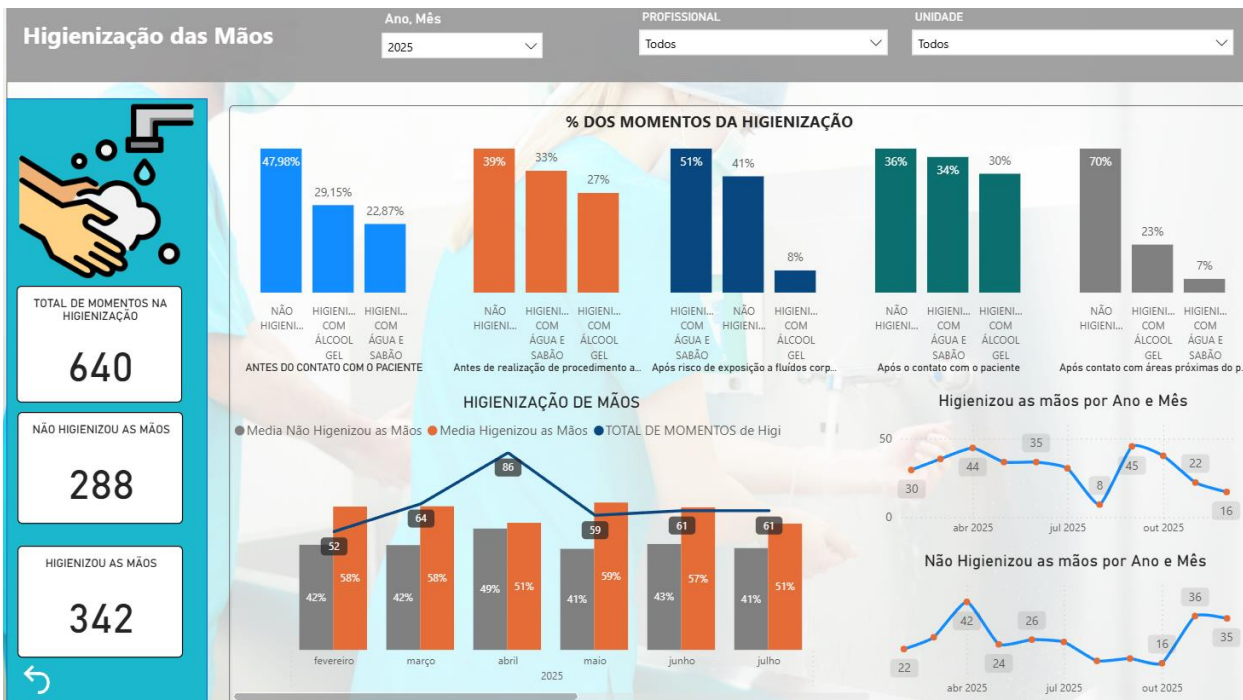 Higienização das Mãos
Ano, Mês
2025
PROFISSIONAL
Todos
UNIDADE
Todos
TOTAL DE MOMENTOS NA
HIGIENIZAÇÃO
640
NÃO HIGIENIZOU AS MÃOS
288
HIGIENIZOU AS MÃOS
342
% DOS MOMENTOS DA HIGIENIZAÇÃO
47,98%
29,15%
22,87%
NÃO
HIGIENI...
HIGIENI...
COM
ÁLCOOL
GEL
HIGIENI...
COM
ÁGUA E
SABÃO
ANTES DO CONTATO COM O PACIENTE
39%
33%
27%
NÃO
HIGIENI...
HIGIENI...
COM
ÁGUA E
SABÃO
HIGIENI...
COM
ÁLCOOL
GEL
Antes de realização de procedimento a...
51%
41%
8%
HIGIENI...
COM
ÁGUA E
SABÃO
NÃO
HIGIENI...
HIGIENI...
COM
ÁLCOOL
GEL
Após risco de exposição a fluídos corp...
36%
34%
30%
NÃO
HIGIENI...
HIGIENI...
COM
ÁGUA E
SABÃO
HIGIENI...
COM
ÁLCOOL
GEL
Após o contato com o paciente
70%
23%
7%
NÃO
HIGIENI...
HIGIENI...
COM
ÁLCOOL
GEL
HIGIENI...
COM
ÁGUA E
SABÃO
Após contato com áreas próximas do p.
HIGIENIZAÇÃO DE MÃOS
Media Não Higenizou as Mãos
Media Higenizou as Mãos
TOTAL DE MOMENTOS de Higi
52
64
86
59
61
61
42%
58%
42%
58%
49%
51%
41%
59%
43%
57%
41%
51%
fevereiro
março
abril
maio
junho
julho
2025
Higienizou as mãos por Ano e Mês
50
0
30
44
35
8
45
22
16
abr 2025
jul 2025
out 2025
Não Higienizou as mãos por Ano e Mês
22
42
24
26
16
36
35
abr 2025
jul 2025
out 2025